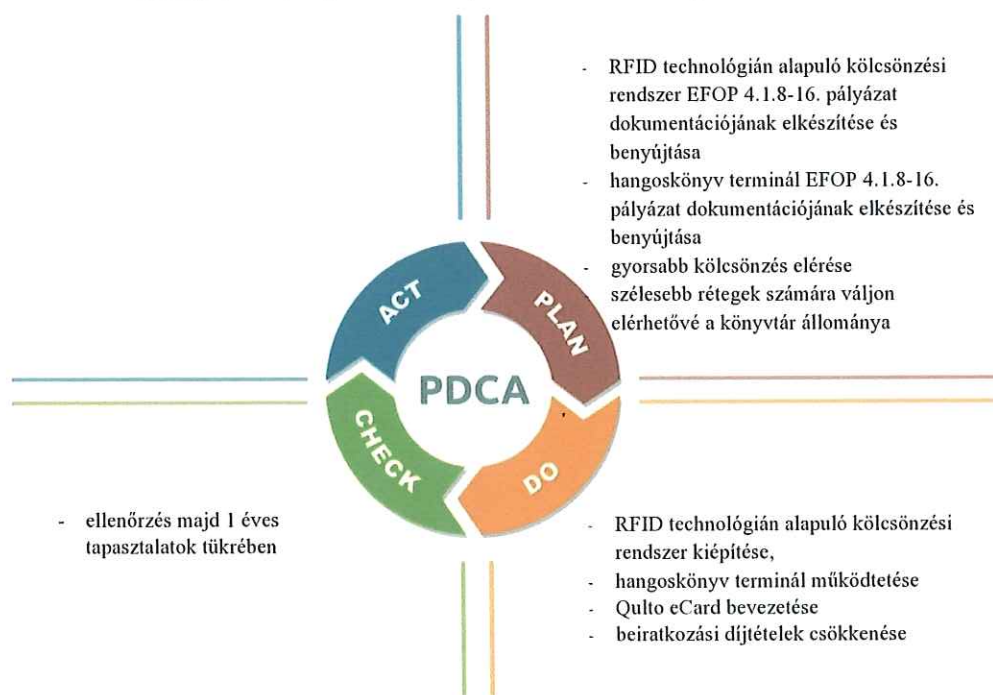 - RFID technológián alapuló kölcsönzési
rendszer EFOP 4.1.8-16. pályázat
dokumentációjának elkészítése és
benyújtása
- hangoskönyv terminál EFOP 4.1.8-16.
pályázat dokumentációjának elkészítése és
benyújtása
- gyorsabb kölcsönzés elérése
szélesebb rétegek számára váljon
elérhetővé a könyvtár állománya
ACT
PLAN
PDCA
CHECK
DO
- ellenőrzés majd 1 éves
tapasztalatok tükrében
- RFID technológián alapuló kölcsönzési
rendszer kiépítése,
- hangoskönyv terminál működtetése
- Qulto eCard bevezetése
- beiratkozási díjtételek csökkenése